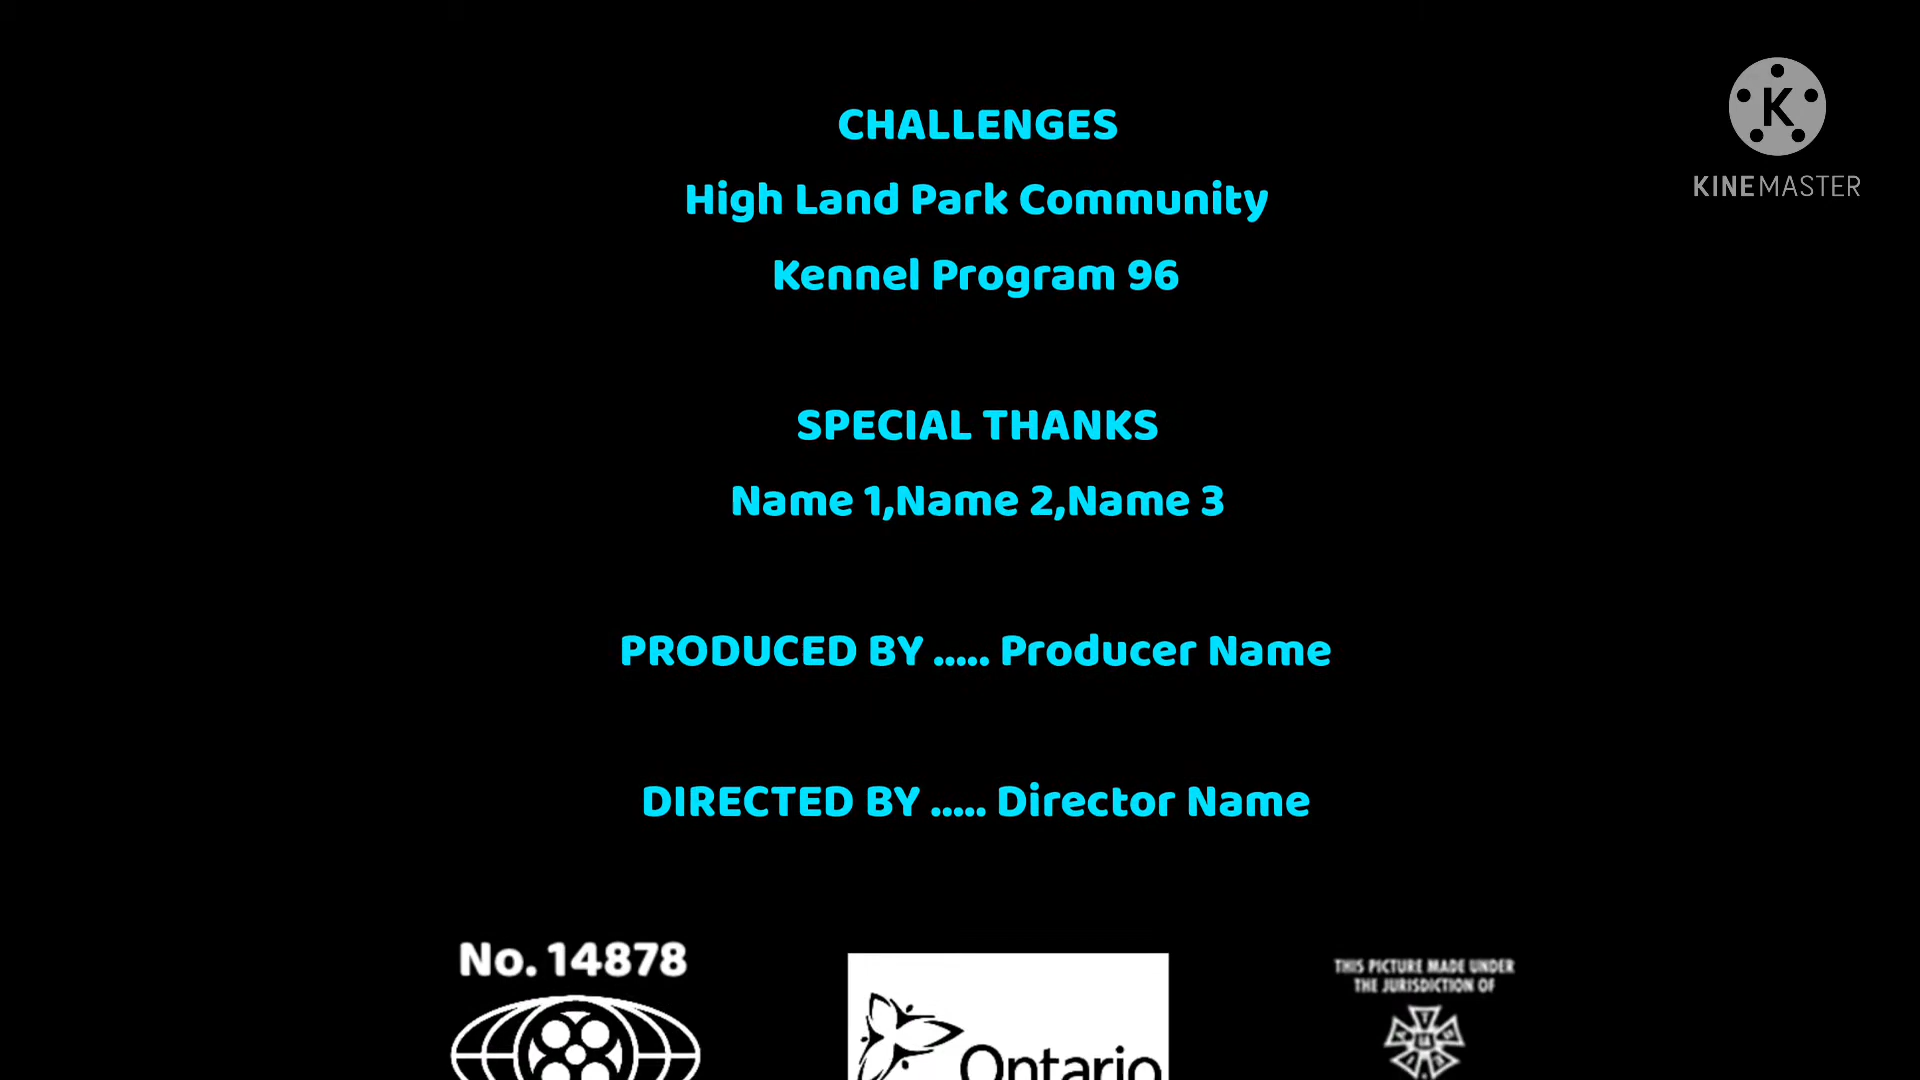 KINEMASTER
CHALLENGES
High Land Park Community
Kennel Program 96
SPECIAL THANKS
Name 1,Name 2,Name 3
PRODUCED BY ..... Producer Name
DIRECTED BY ..... Director Name
No. 14878
Ontario
THIS PICTURE MADE UNDER
THE JURISDICTION OF